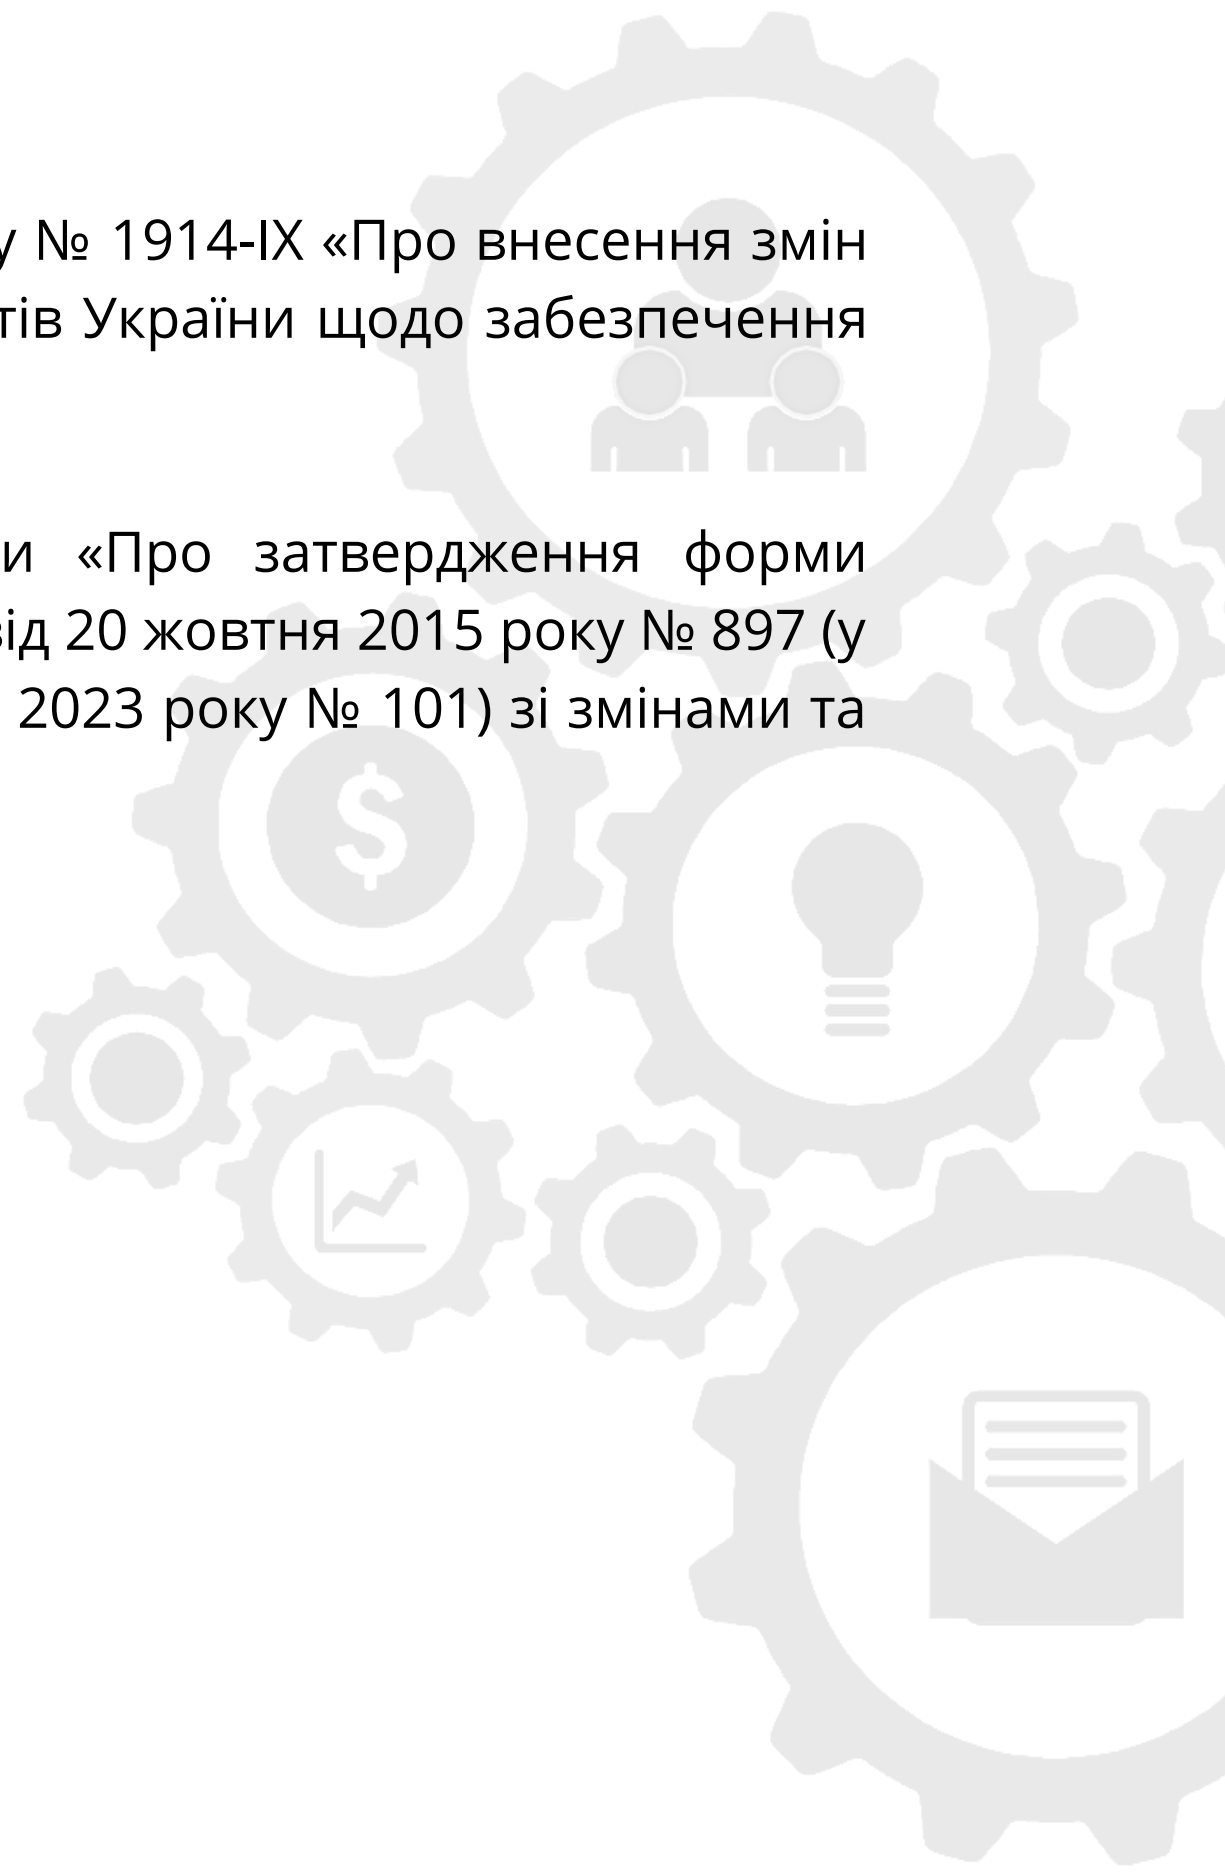 у № 1914-IX «Про внесення змін
тів України щодо забезпечення
и «Про затвердження форми
від 20 жовтня 2015 року № 897 (у
2023 року № 101) зі змінами та